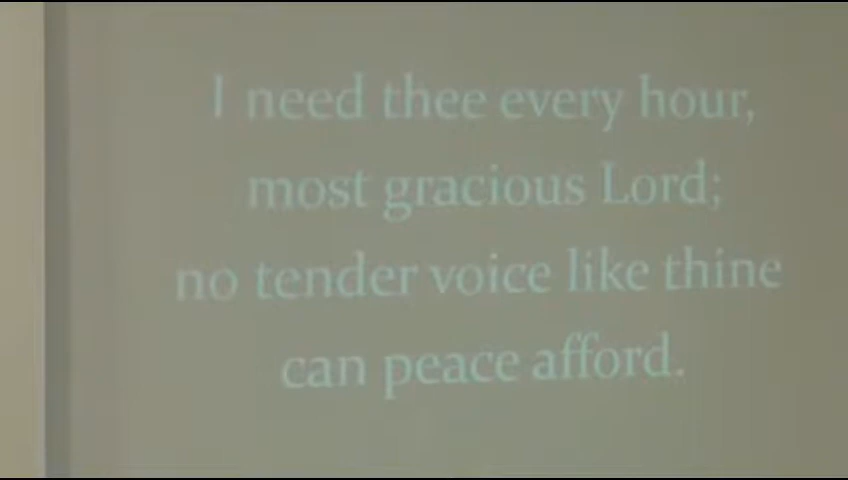 I need thee every hour,
most gracious Lord;
no tender voice like thine
can peace afford.